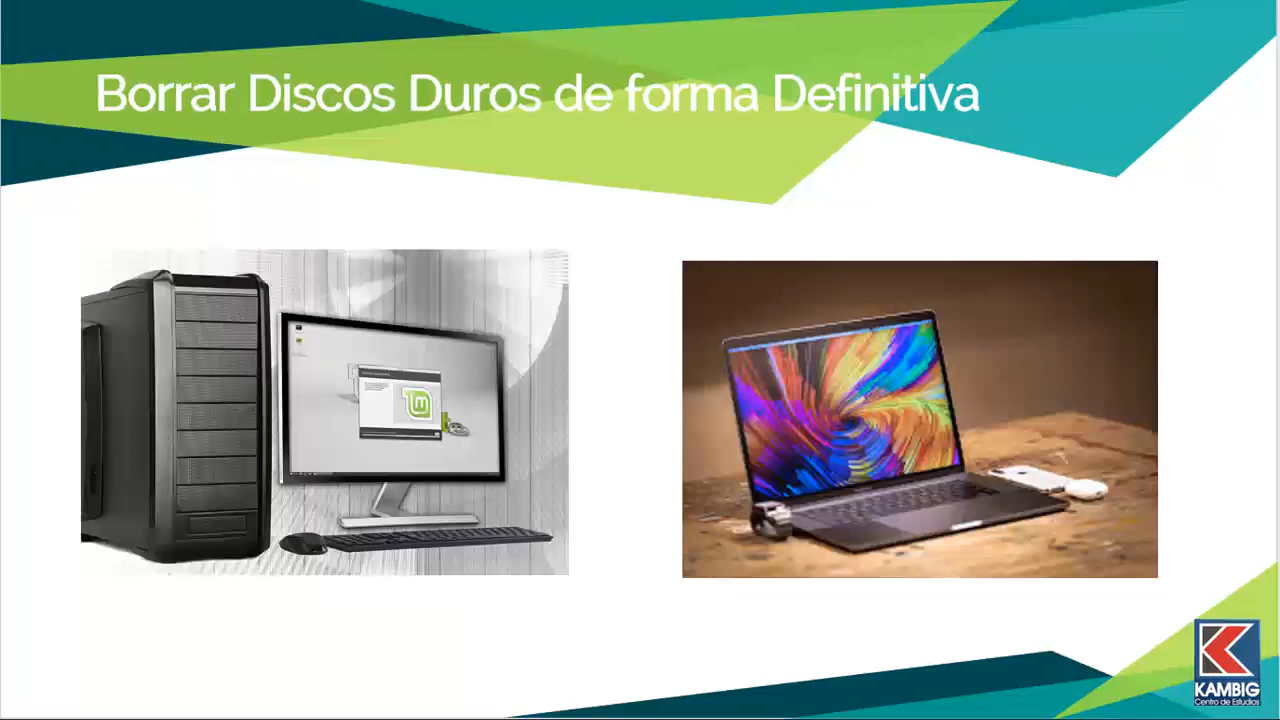 Borrar Discos Duros de forma Definitiva
KAMBIG
Centro de Estudios